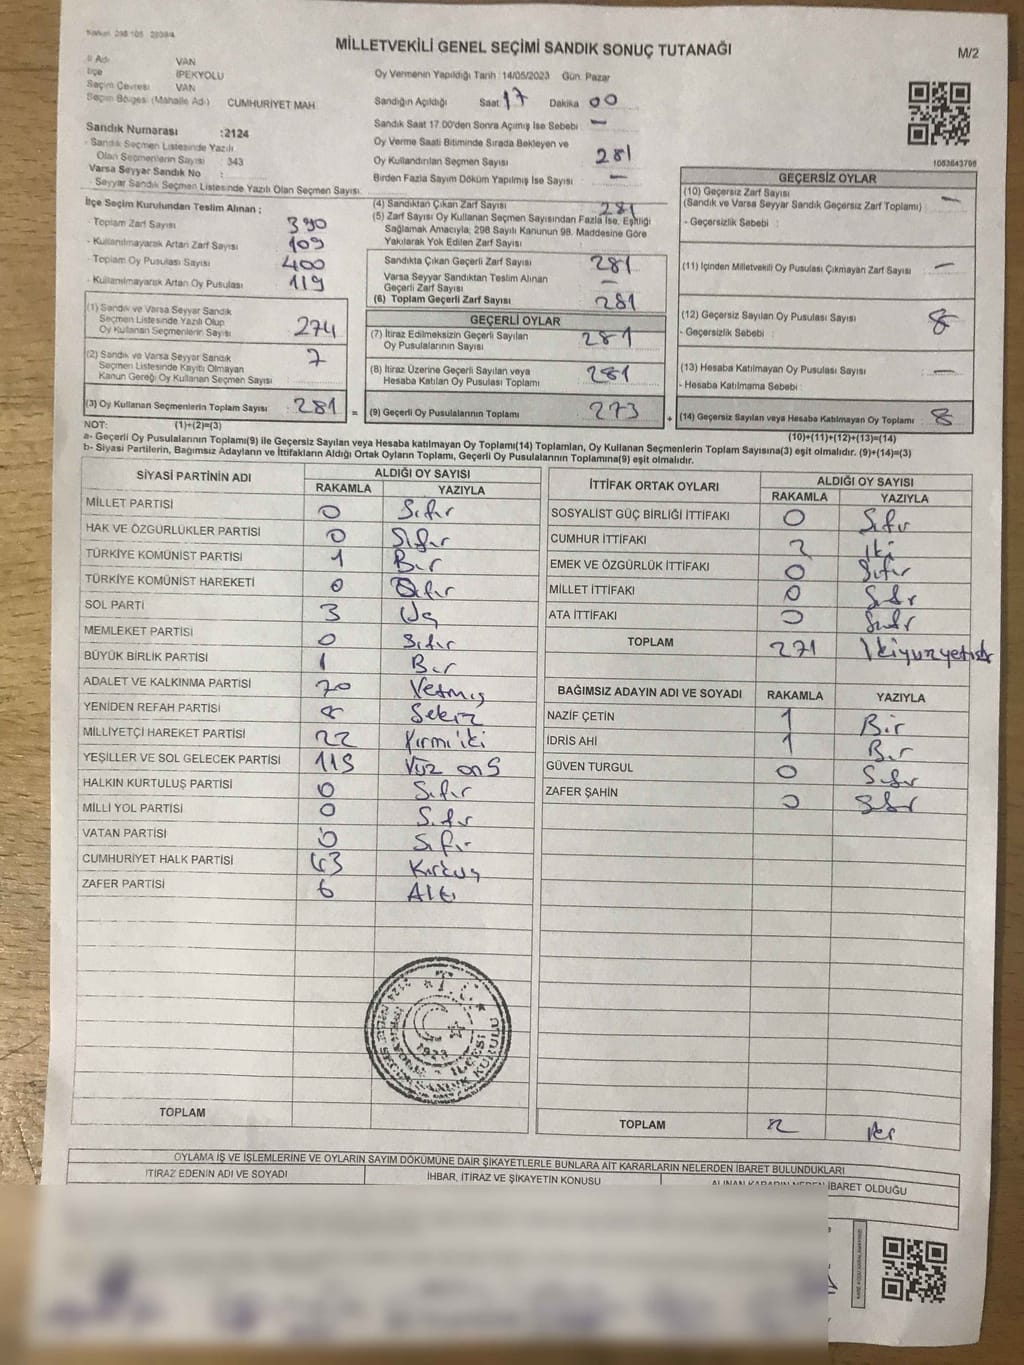 MİLLETVEKİLİ GENEL SEÇİMİ SANDIK SONUÇ TUTANAĞI
M/2
İl Adı VAN
İlçe İPEKYOLU
Seçim Çevresi VAN
Seçim Bölgesi (Mahalle Adı) CUMHURİYET MAH
Sandık Numarası :2124
- Sandık Seçmen Listesinde Yazılı
Olan Seçmenlerin Sayısı 343
Varsa Seyyar Sandık No :
- Seyyar Sandık Seçmen Listesinde Yazılı Olan Seçmen Sayısı:
Oy Vermenin Yapıldığı Tarih : 14/05/2023 Gün: Pazar
Sandığın Açıldığı Saat 17 Dakika 00
Sandık Saat 17.00'den Sonra Açılmış İse Sebebi —
Oy Verme Saati Bitiminde Sırada Bekleyen ve
Oy Kullandırılan Seçmen Sayısı 281
Birden Fazla Sayım Döküm Yapılmış İse Sayısı —
1063643706
İlçe Seçim Kurulundan Teslim Alınan ;
- Toplam Zarf Sayısı 390
- Kullanılmayarak Artan Zarf Sayısı 109
- Toplam Oy Pusulası Sayısı 400
- Kullanılmayarak Artan Oy Pusulası 119
(1) Sandık ve Varsa Seyyar Sandık
Seçmen Listesinde Yazılı Olup
Oy Kullanan Seçmenlerin Sayısı 274
(2) Sandık ve Varsa Seyyar Sandık
Seçmen Listesinde Kayıtlı Olmayan
Kanun Gereği Oy Kullanan Seçmen Sayısı 7
(3) Oy Kullanan Seçmenlerin Toplam Sayısı : 281 =
(4) Sandıktan Çıkan Zarf Sayısı 281
(5) Zarf Sayısı Oy Kullanan Seçmen Sayısından Fazla İse, Eşitliği
Sağlamak Amacıyla; 298 Sayılı Kanunun 98. Maddesine Göre
Yakılarak Yok Edilen Zarf Sayısı :
Sandıkta Çıkan Geçerli Zarf Sayısı 281
Varsa Seyyar Sandıktan Teslim Alınan
Geçerli Zarf Sayısı —
(6) Toplam Geçerli Zarf Sayısı 281
GEÇERLİ OYLAR
(7) İtiraz Edilmeksizin Geçerli Sayılan
Oy Pusulalarının Sayısı 281
(8) İtiraz Üzerine Geçerli Sayılan veya
Hesaba Katılan Oy Pusulası Toplamı 281
(9) Geçerli Oy Pusulalarının Toplamı 273 +
GEÇERSİZ OYLAR
(10) Geçersiz Zarf Sayısı
(Sandık ve Varsa Seyyar Sandık Geçersiz Zarf Toplamı) : —
- Geçersizlik Sebebi :
(11) İçinden Milletvekili Oy Pusulası Çıkmayan Zarf Sayısı : —
(12) Geçersiz Sayılan Oy Pusulası Sayısı : 8
- Geçersizlik Sebebi :
(13) Hesaba Katılmayan Oy Pusulası Sayısı : —
- Hesaba Katılmama Sebebi :
(14) Geçersiz Sayılan veya Hesaba Katılmayan Oy Toplamı : 8
NOT: (1)+(2)=(3) (10)+(11)+(12)+(13)=(14)
a- Geçerli Oy Pusulalarının Toplamı(9) ile Geçersiz Sayılan veya Hesaba katılmayan Oy Toplamı(14) Toplamları, Oy Kullanan Seçmenlerin Toplam Sayısına(3) eşit olmalıdır. (9)+(14)=(3)
b- Siyasi Partilerin, Bağımsız Adayların ve İttifakların Aldığı Ortak Oyların Toplamı, Geçerli Oy Pusulalarının Toplamına(9) eşit olmalıdır.
SİYASİ PARTİNİN ADI ALDIĞI OY SAYISI
RAKAMLA YAZIYLA
MİLLET PARTİSİ 0 Sıfır
HAK VE ÖZGÜRLÜKLER PARTİSİ 0 Sıfır
TÜRKİYE KOMÜNİST PARTİSİ 1 Bir
TÜRKİYE KOMÜNİST HAREKETİ 0 Sıfır
SOL PARTİ 3 Üç
MEMLEKET PARTİSİ 0 Sıfır
BÜYÜK BİRLİK PARTİSİ 1 Bir
ADALET VE KALKINMA PARTİSİ 70 Yetmiş
YENİDEN REFAH PARTİSİ 8 Sekiz
MİLLİYETÇİ HAREKET PARTİSİ 22 Yirmi iki
YEŞİLLER VE SOL GELECEK PARTİSİ 115 Yüz on5
HALKIN KURTULUŞ PARTİSİ 0 Sıfır
MİLLİ YOL PARTİSİ 0 Sıfır
VATAN PARTİSİ 0 Sıfır
CUMHURİYET HALK PARTİSİ 43 Kırküç
ZAFER PARTİSİ 6 Altı
TOPLAM
İTTİFAK ORTAK OYLARI ALDIĞI OY SAYISI
RAKAMLA YAZIYLA
SOSYALİST GÜÇ BİRLİĞİ İTTİFAKI 0 Sıfır
CUMHUR İTTİFAKI 2 iki
EMEK VE ÖZGÜRLÜK İTTİFAKI 0 Sıfır
MİLLET İTTİFAKI 0 Sıfır
ATA İTTİFAKI 0 Sıfır
TOPLAM 271
BAĞIMSIZ ADAYIN ADI VE SOYADI RAKAMLA YAZIYLA
NAZİF ÇETİN 1 Bir
İDRİS AHİ 1 Bir
GÜVEN TURGUL 0 Sıfır
ZAFER ŞAHİN 0 Sıfır
TOPLAM
T.C.
1923
OYLAMA İŞ VE İŞLEMLERİNE VE OYLARIN SAYIM DÖKÜMÜNE DAİR ŞİKAYETLERLE BUNLARA AİT KARARLARIN NELERDEN İBARET BULUNDUKLARI
İTİRAZ EDENİN ADI VE SOYADI İHBAR, İTİRAZ VE ŞİKAYETİN KONUSU ALINAN KARARIN NEDEN İBARET OLDUĞU